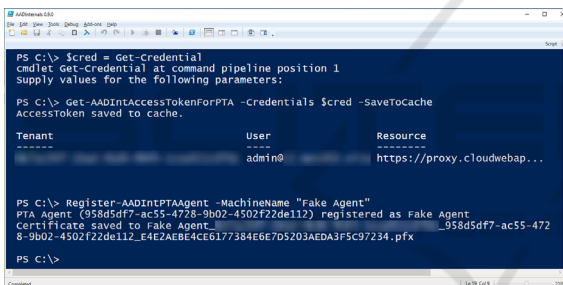 AADInternals 0.9.0
File Edit View Tools Debug Add-ons Help
Script
PS C:\> $cred = Get-Credential
cmdlet Get-Credential at command pipeline position 1
Supply values for the following parameters:
PS C:\> Get-AADIntAccessTokenForPTA -Credentials $cred -SaveToCache
AccessToken saved to cache.
Tenant User Resource
------ ---- --------
admin@ https://proxy.cloudwebap...
PS C:\> Register-AADIntPTAAgent -MachineName "Fake Agent"
PTA Agent (958d5df7-ac55-4728-9b02-4502f22de112) registered as Fake Agent
Certificate saved to Fake Agent_ _958d5df7-ac55-472
8-9b02-4502f22de112_E4E2AEBE4CE6177384E6E7D5203AEDA3F5C97234.pfx
PS C:\>
Completed